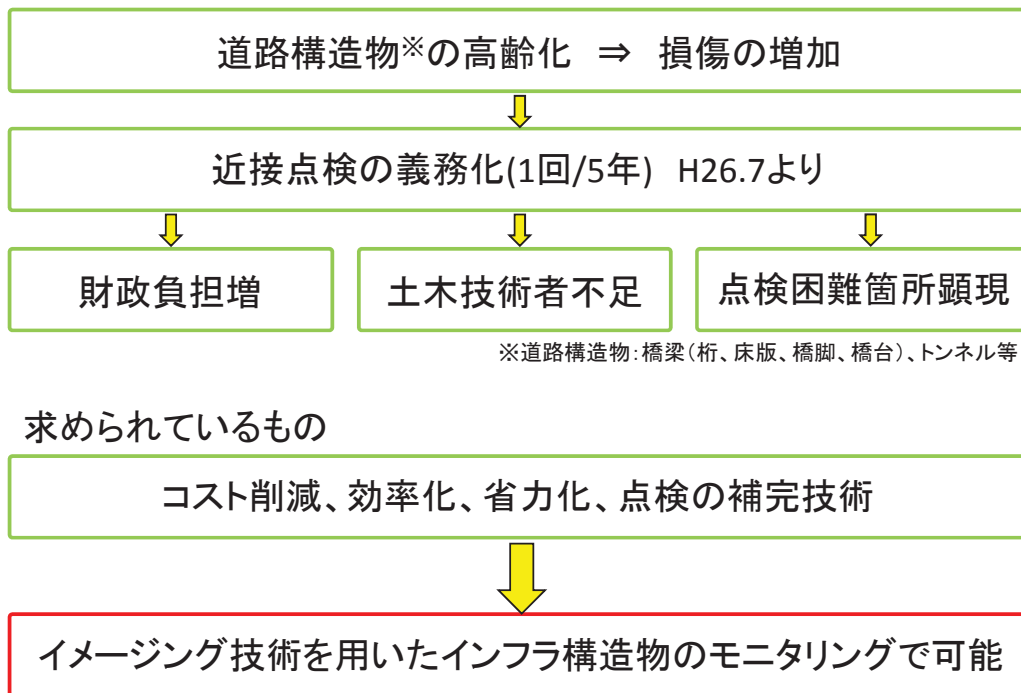 道路構造物※の高齢化 ⇒ 損傷の増加
近接点検の義務化(1回/5年) H26.7より
財政負担増
土木技術者不足
点検困難箇所顕現
※道路構造物:橋梁(桁、床版、橋脚、橋台)、トンネル等
求められているもの
コスト削減、効率化、省力化、点検の補完技術
イメージング技術を用いたインフラ構造物のモニタリングで可能